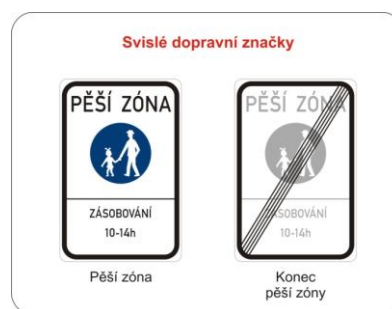 Svislé dopravní značky
PĚŠÍ ZÓNA
ZÁSOBOVÁNÍ
10-14h
Pěší zóna
PĚŠÍ ZÓNA
ZÁSOBOVÁNÍ
10-14h
Konec
pěší zóny